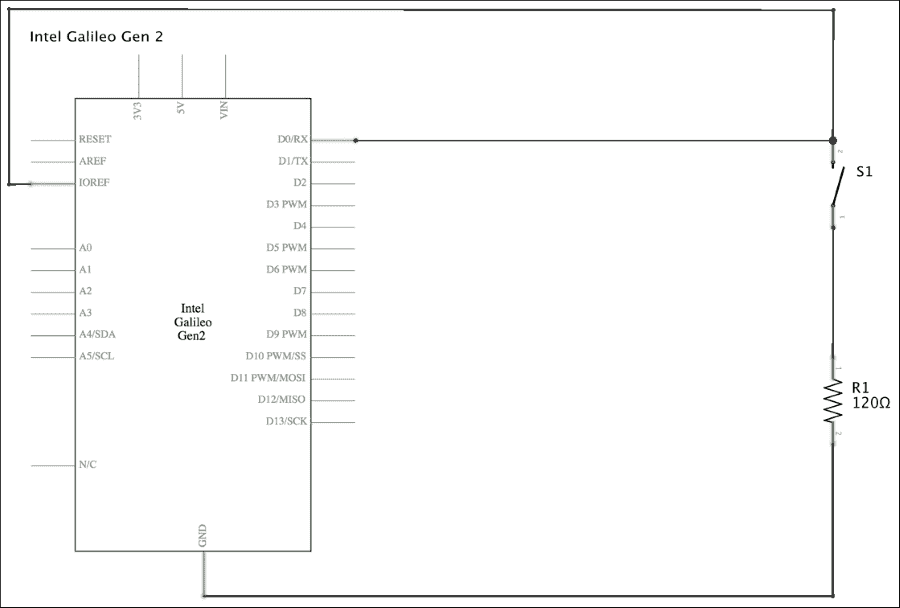 Intel Galileo Gen 2
3V3
5V
VIN
RESET
AREF
IOREF
A0
A1
A2
A3
A4/SDA
A5/SCL
N/C
Intel
Galileo
Gen2
D0/RX
D1/TX
D2
D3 PWM
D4
D5 PWM
D6 PWM
D7
D8
D9 PWM
D10 PWM/SS
D11 PWM/MOSI
D12/MISO
D13/SCK
GND
2
S1
1
1
R1
120Ω
2